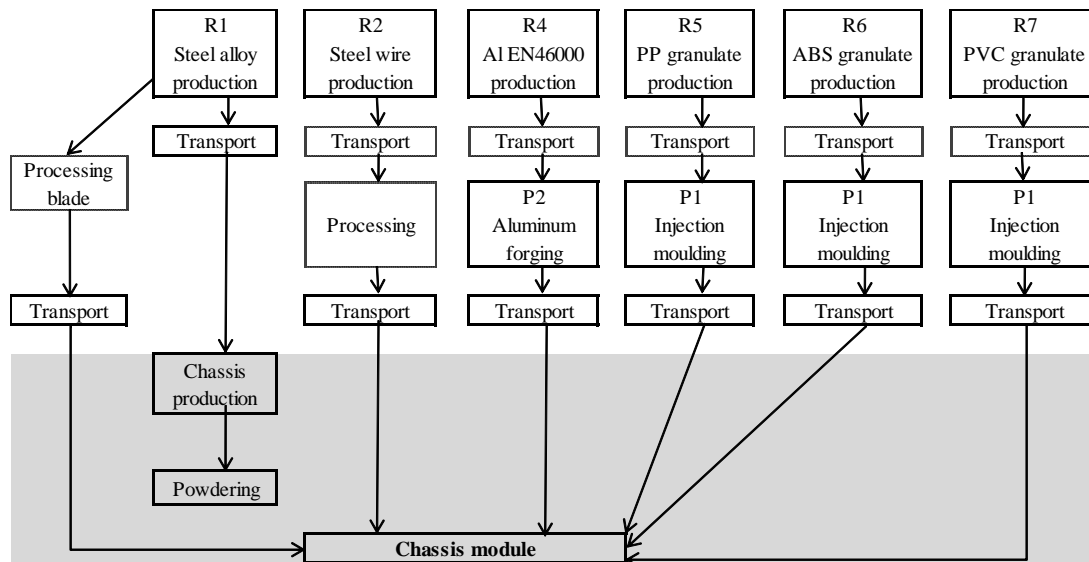 R1
Steel alloy
production
R2
Steel wire
production
R4
Al EN46000
production
R5
PP granulate
production
R6
ABS granulate
production
R7
PVC granulate
production
Transport
Transport
Transport
Transport
Transport
Transport
Processing
blade
Processing
P2
Aluminum
forging
P1
Injection
moulding
P1
Injection
moulding
P1
Injection
moulding
Transport
Transport
Transport
Transport
Transport
Transport
Chassis
production
Powdering
Chassis module